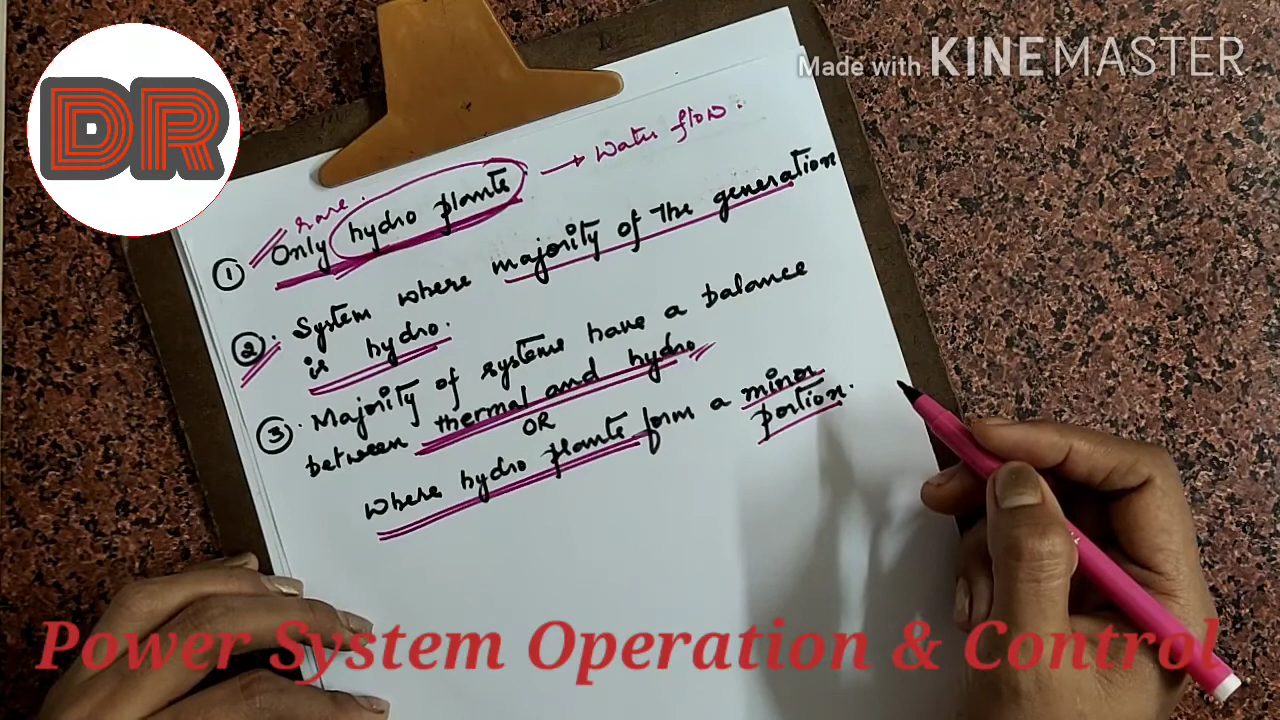 DR
Made with KINEMASTER
rare.
① Only hydro plants → Water flow.
②. System where majority of the generation
is hydro.
③. Majority of systems have a balance
between thermal and hydro
OR
where hydro plants form a minor
portion.
Power System Operation & Control